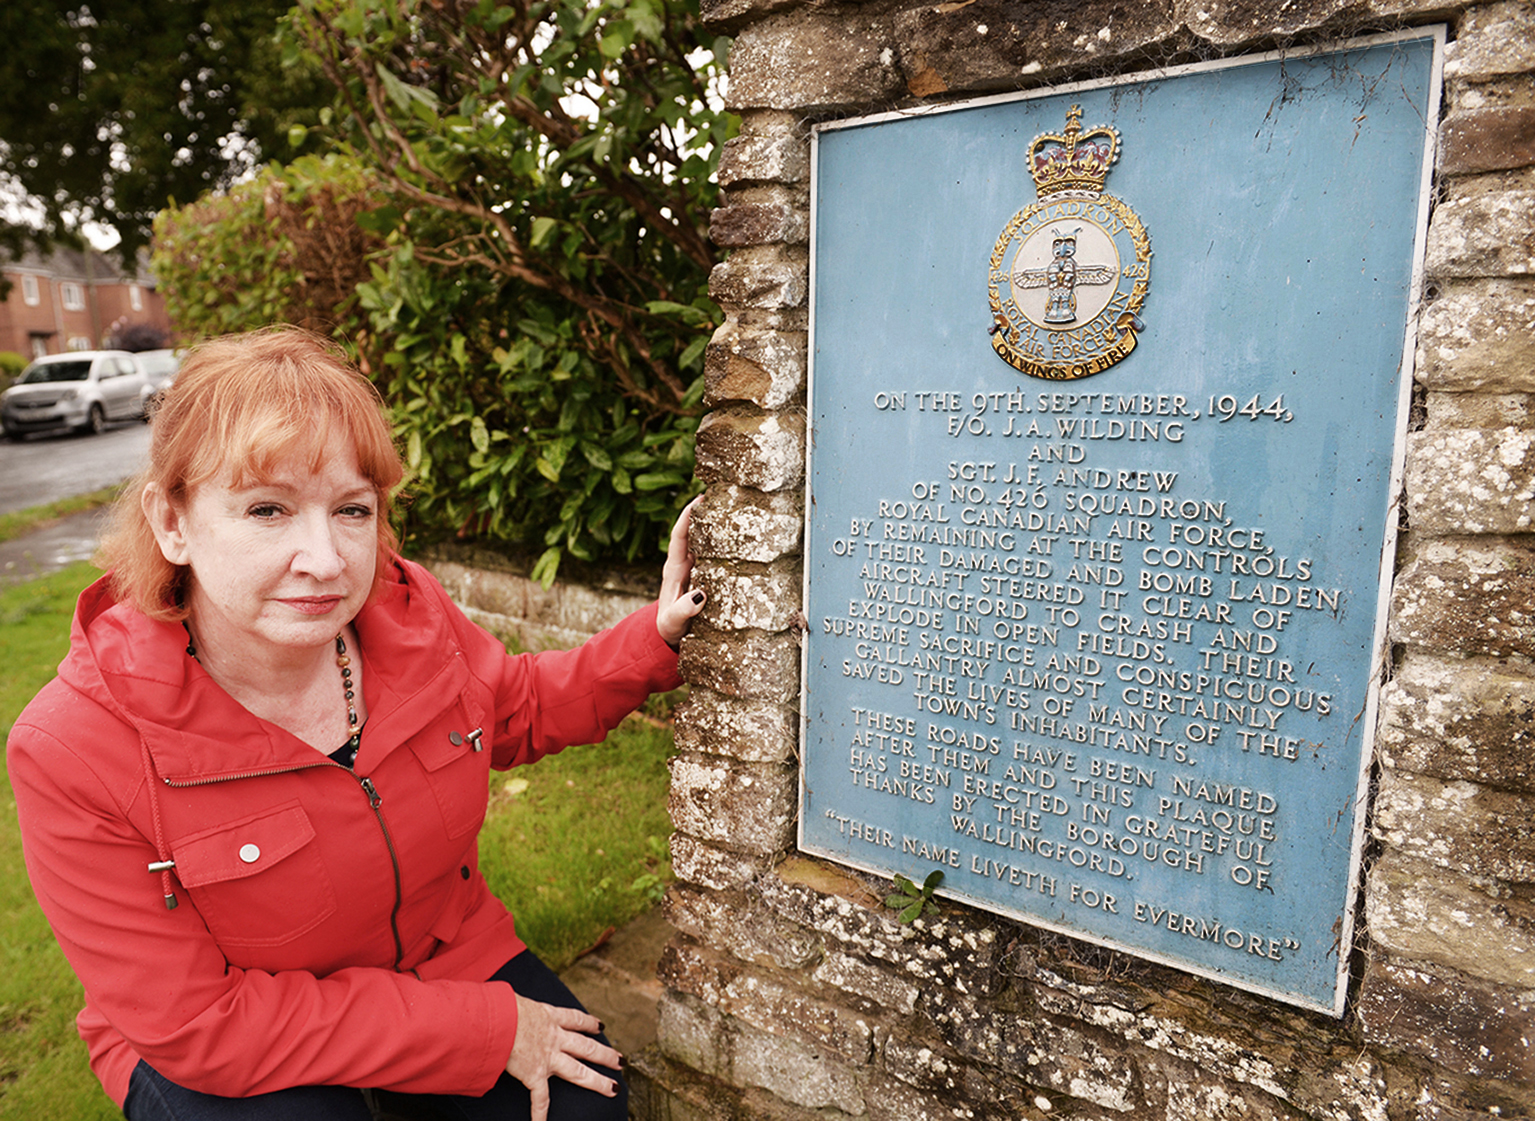 SQUADRON
426 426
ROYAL CANADIAN
AIR FORCE
ON WINGS OF FIRE
ON THE 9TH. SEPTEMBER, 1944,
F/O. J.A. WILDING
AND
SGT. J.F. ANDREW
OF NO. 426 SQUADRON,
ROYAL CANADIAN AIR FORCE,
BY REMAINING AT THE CONTROLS
OF THEIR DAMAGED AND BOMB LADEN
AIRCRAFT STEERED IT CLEAR OF
WALLINGFORD TO CRASH AND
EXPLODE IN OPEN FIELDS. THEIR
SUPREME SACRIFICE AND CONSPICUOUS
GALLANTRY ALMOST CERTAINLY
SAVED THE LIVES OF MANY OF THE
TOWN'S INHABITANTS.
THESE ROADS HAVE BEEN NAMED
AFTER THEM AND THIS PLAQUE
HAS BEEN ERECTED IN GRATEFUL
THANKS BY THE BOROUGH OF
WALLINGFORD.
"THEIR NAME LIVETH FOR EVERMORE"